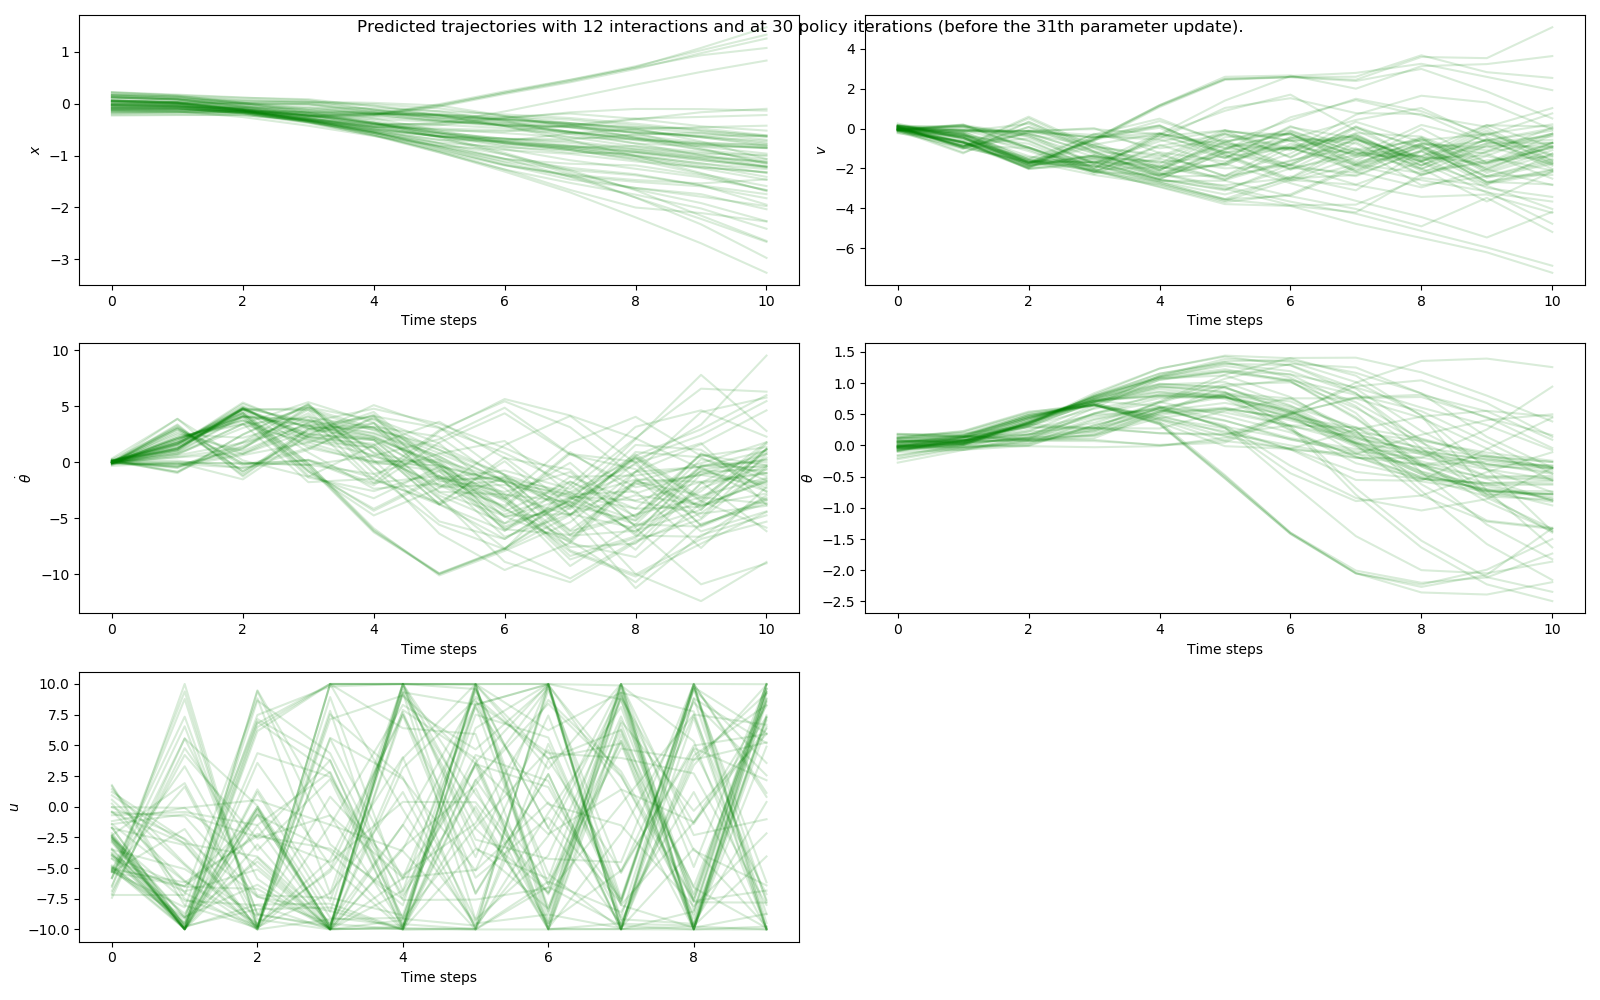 Predicted trajectories with 12 interactions and at 30 policy iterations (before the 31th parameter update).
1
0
−1
−2
−3
x
0 2 4 6 8 10
Time steps
4
2
0
−2
−4
−6
v
0 2 4 6 8 10
Time steps
10
5
0
−5
−10
θ̇
0 2 4 6 8 10
Time steps
1.5
1.0
0.5
0.0
−0.5
−1.0
−1.5
−2.0
−2.5
θ
0 2 4 6 8 10
Time steps
10.0
7.5
5.0
2.5
0.0
−2.5
−5.0
−7.5
−10.0
u
0 2 4 6 8
Time steps